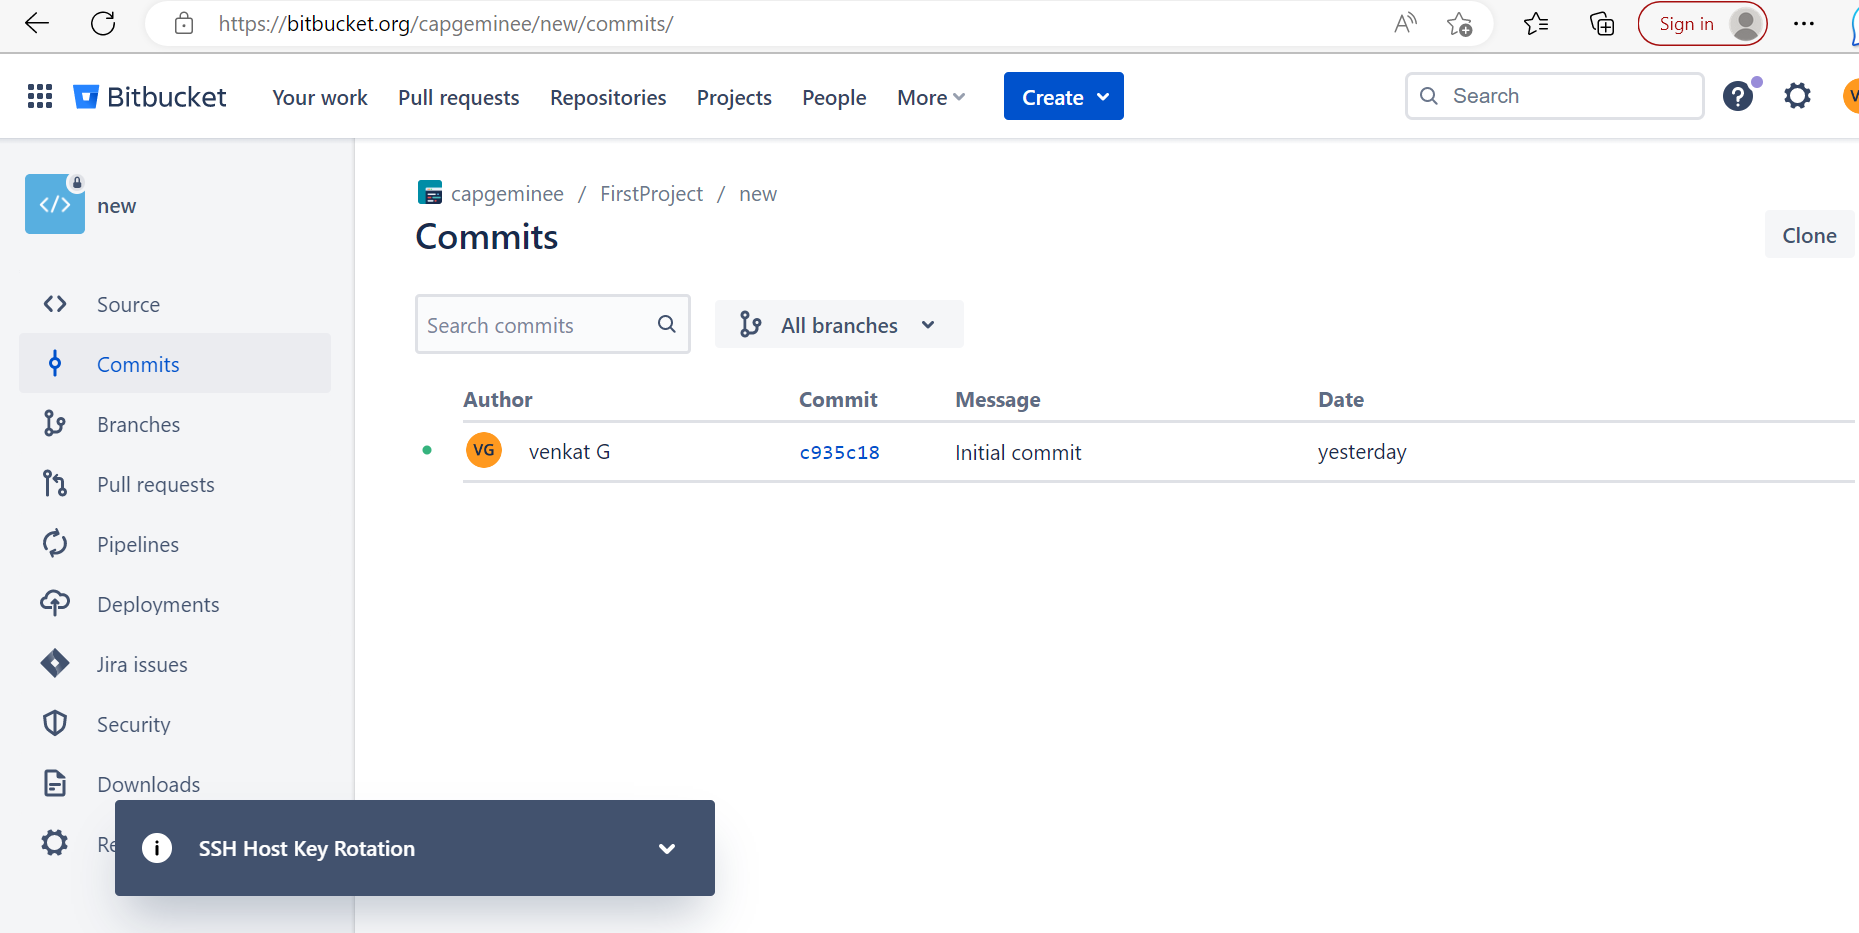 https://bitbucket.org/capgeminee/new/commits/
Sign in
Bitbucket
Your work
Pull requests
Repositories
Projects
People
More
Create
Search
new
Source
Commits
Branches
Pull requests
Pipelines
Deployments
Jira issues
Security
Downloads
capgeminee / FirstProject / new
Commits
Clone
Search commits
All branches
Author Commit Message Date
VG venkat G c935c18 Initial commit yesterday
SSH Host Key Rotation